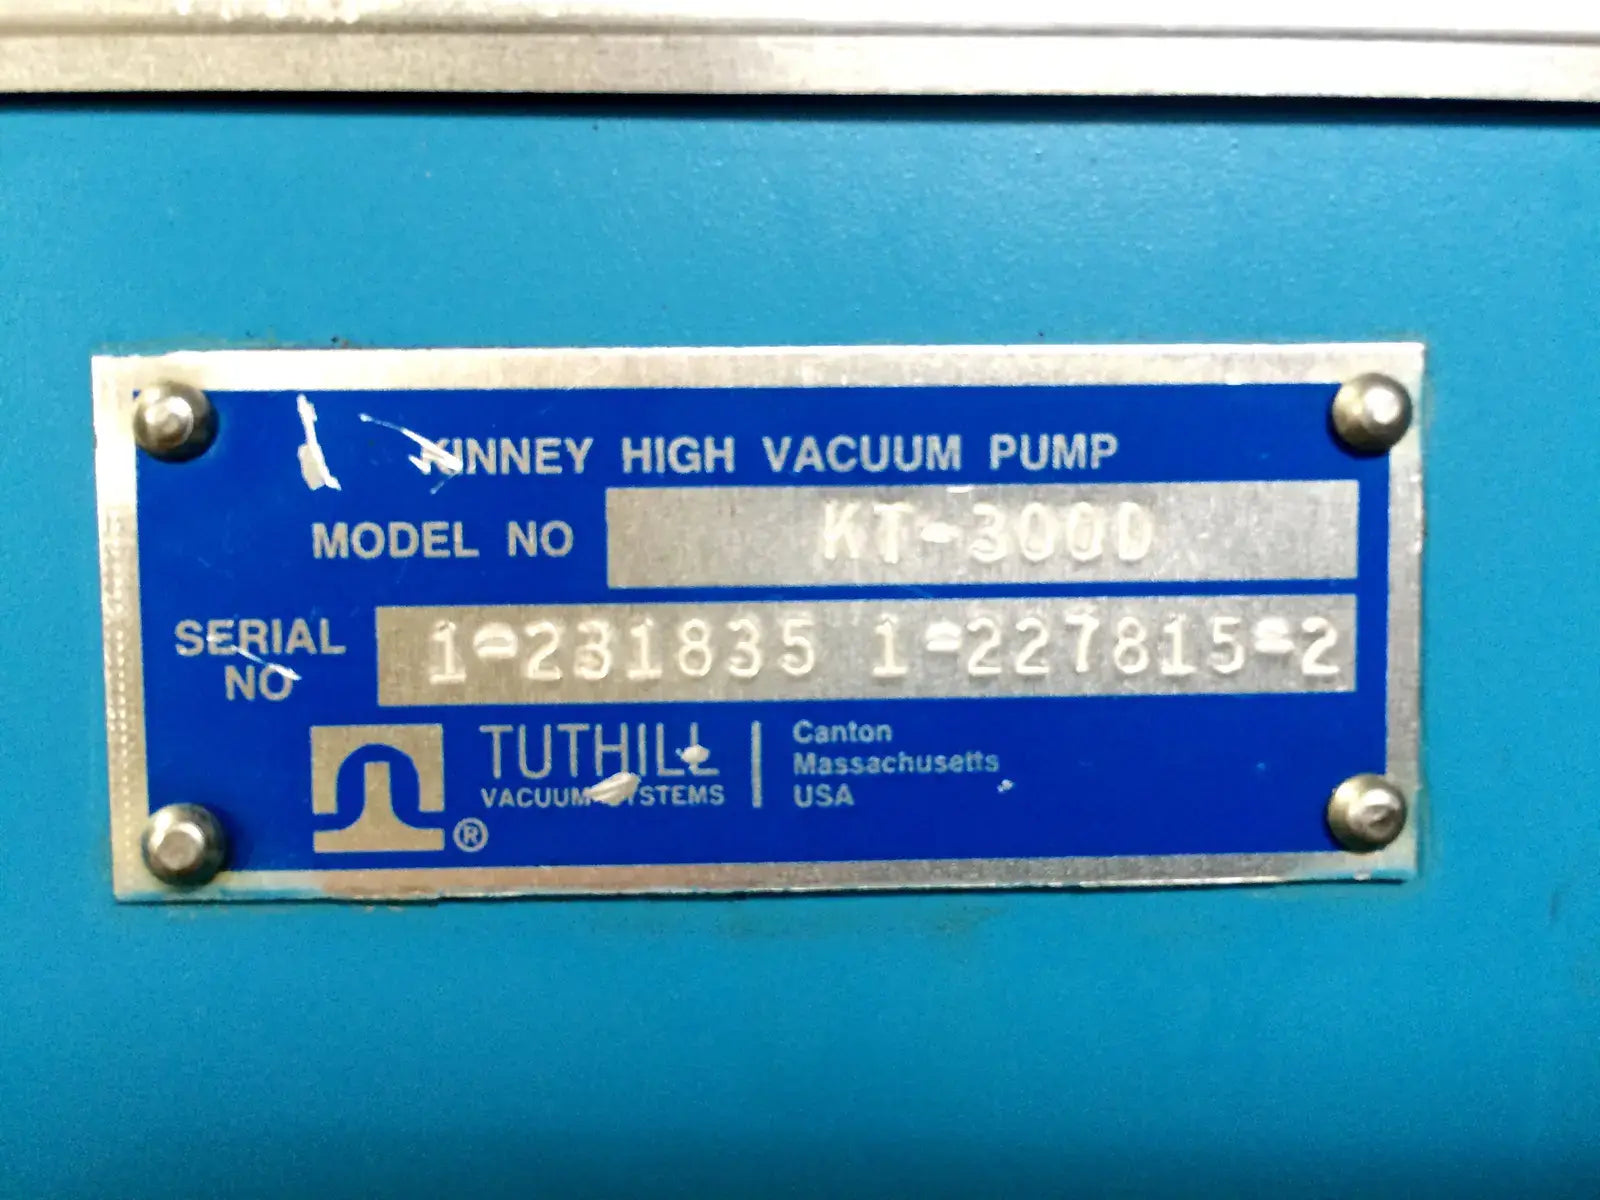 KINNEY HIGH VACUUM PUMP
MODEL NO KT-300D
SERIAL NO 1-231835 1-227815-2
TUTHILL
VACUUM SYSTEMS
®
Canton
Massachusetts
USA